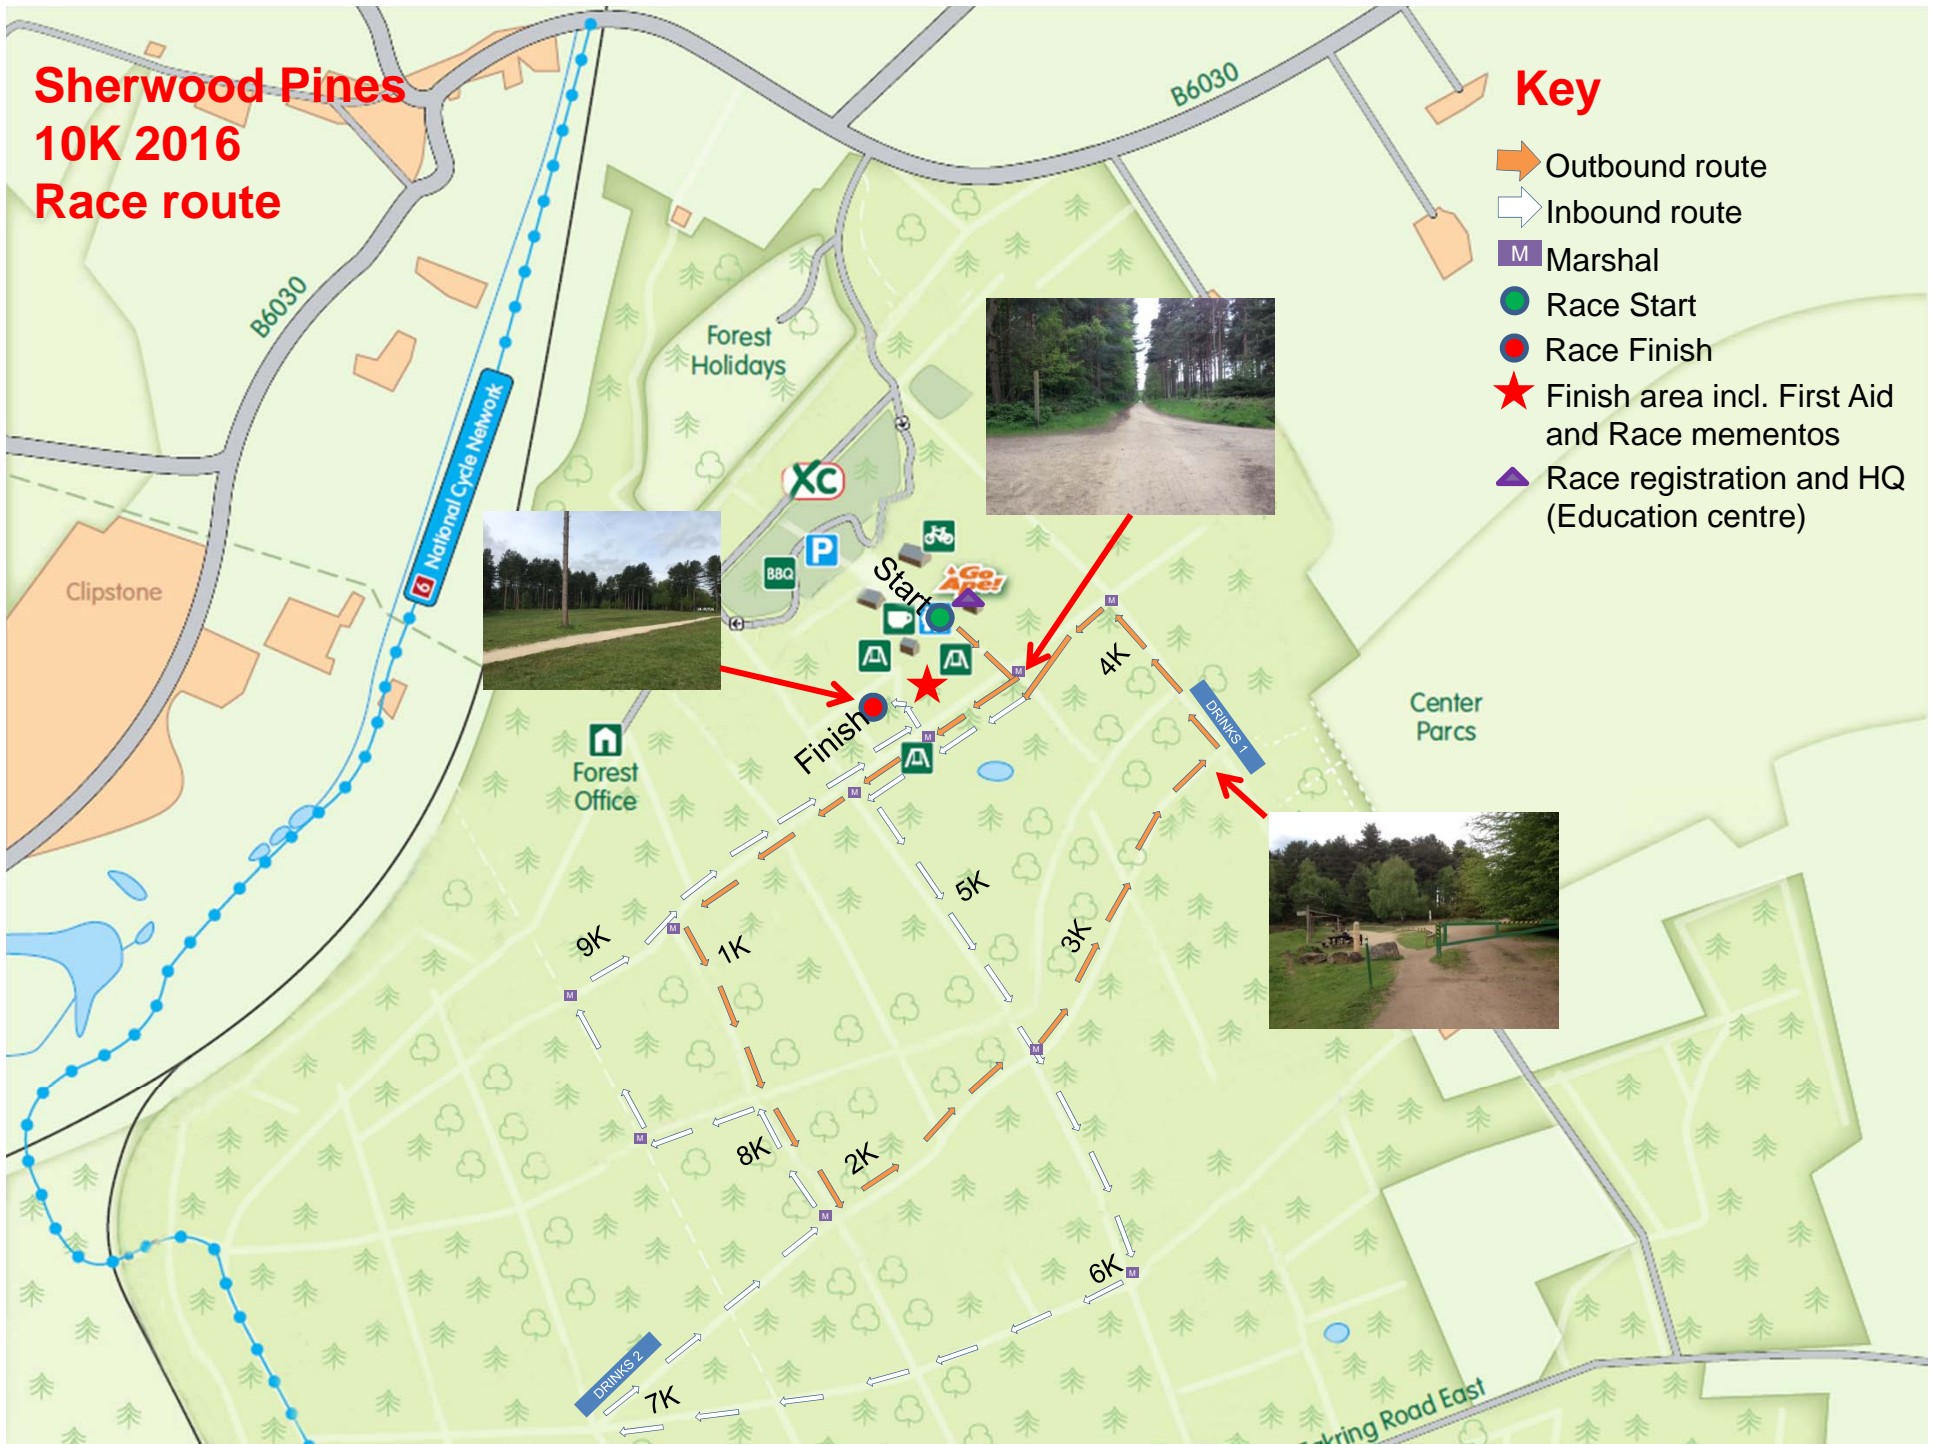 Sherwood Pines
10K 2016
Race route
Key
Outbound route
Inbound route
M Marshal
Race Start
Race Finish
Finish area incl. First Aid
and Race mementos
Race registration and HQ
(Education centre)
B6030
B6030
Forest
Holidays
6 National Cycle Network
Clipstone
XC
P
BBQ
Go
Ape!
Start
Finish
Forest
Office
Center
Parcs
M
M
M
M
4K
DRINKS 1
5K
3K
9K
M
1K
M
M
M
8K
2K
M
6K
M
DRINKS 2
7K
kring Road East